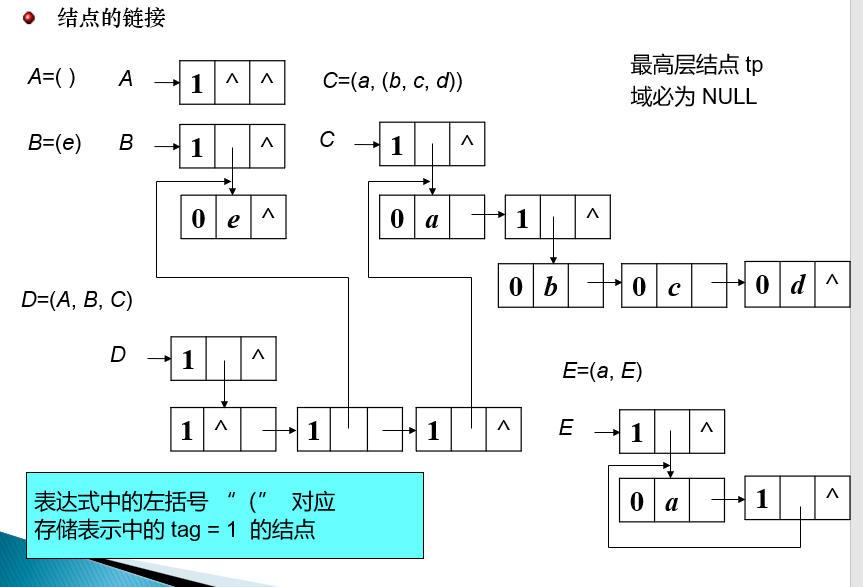 结点的链接
A=( ) A 1 ^ ^
C=(a, (b, c, d))
最高层结点 tp
域必为 NULL
B=(e) B 1 ^
C 1 ^
0 e ^
0 a 1 ^
0 b 0 c 0 d ^
D=(A, B, C)
D 1 ^
E=(a, E)
1 ^ 1 1 ^
E 1 ^
0 a 1 ^
表达式中的左括号 “（” 对应
存储表示中的 tag = 1 的结点